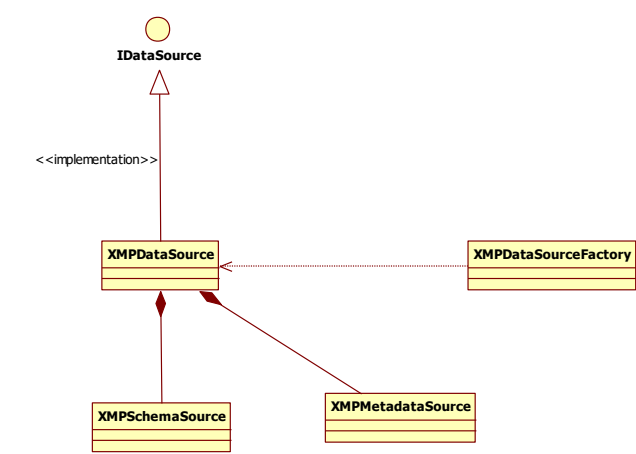 IDataSource
<<implementation>>
XMPDataSource
XMPDataSourceFactory
XMPSchemaSource
XMPMetadataSource